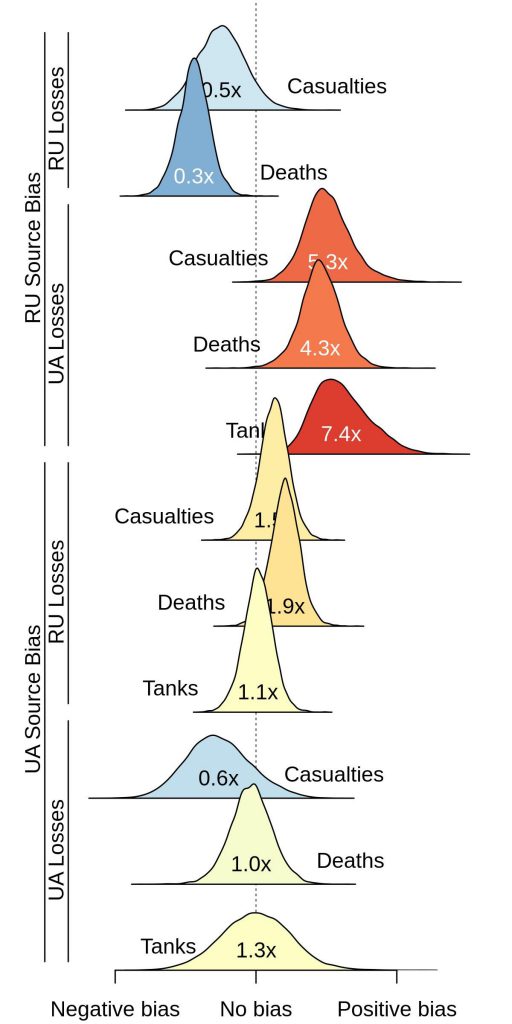 RU Source Bias
RU Losses
0.5x Casualties
0.3x Deaths
UA Losses
Casualties 5.3x
Deaths 4.3x
7.4x
UA Source Bias
RU Losses
Casualties
Deaths 1.9x
Tanks 1.1x
UA Losses
0.6x Casualties
1.0x Deaths
Tanks 1.3x
Negative bias No bias Positive bias